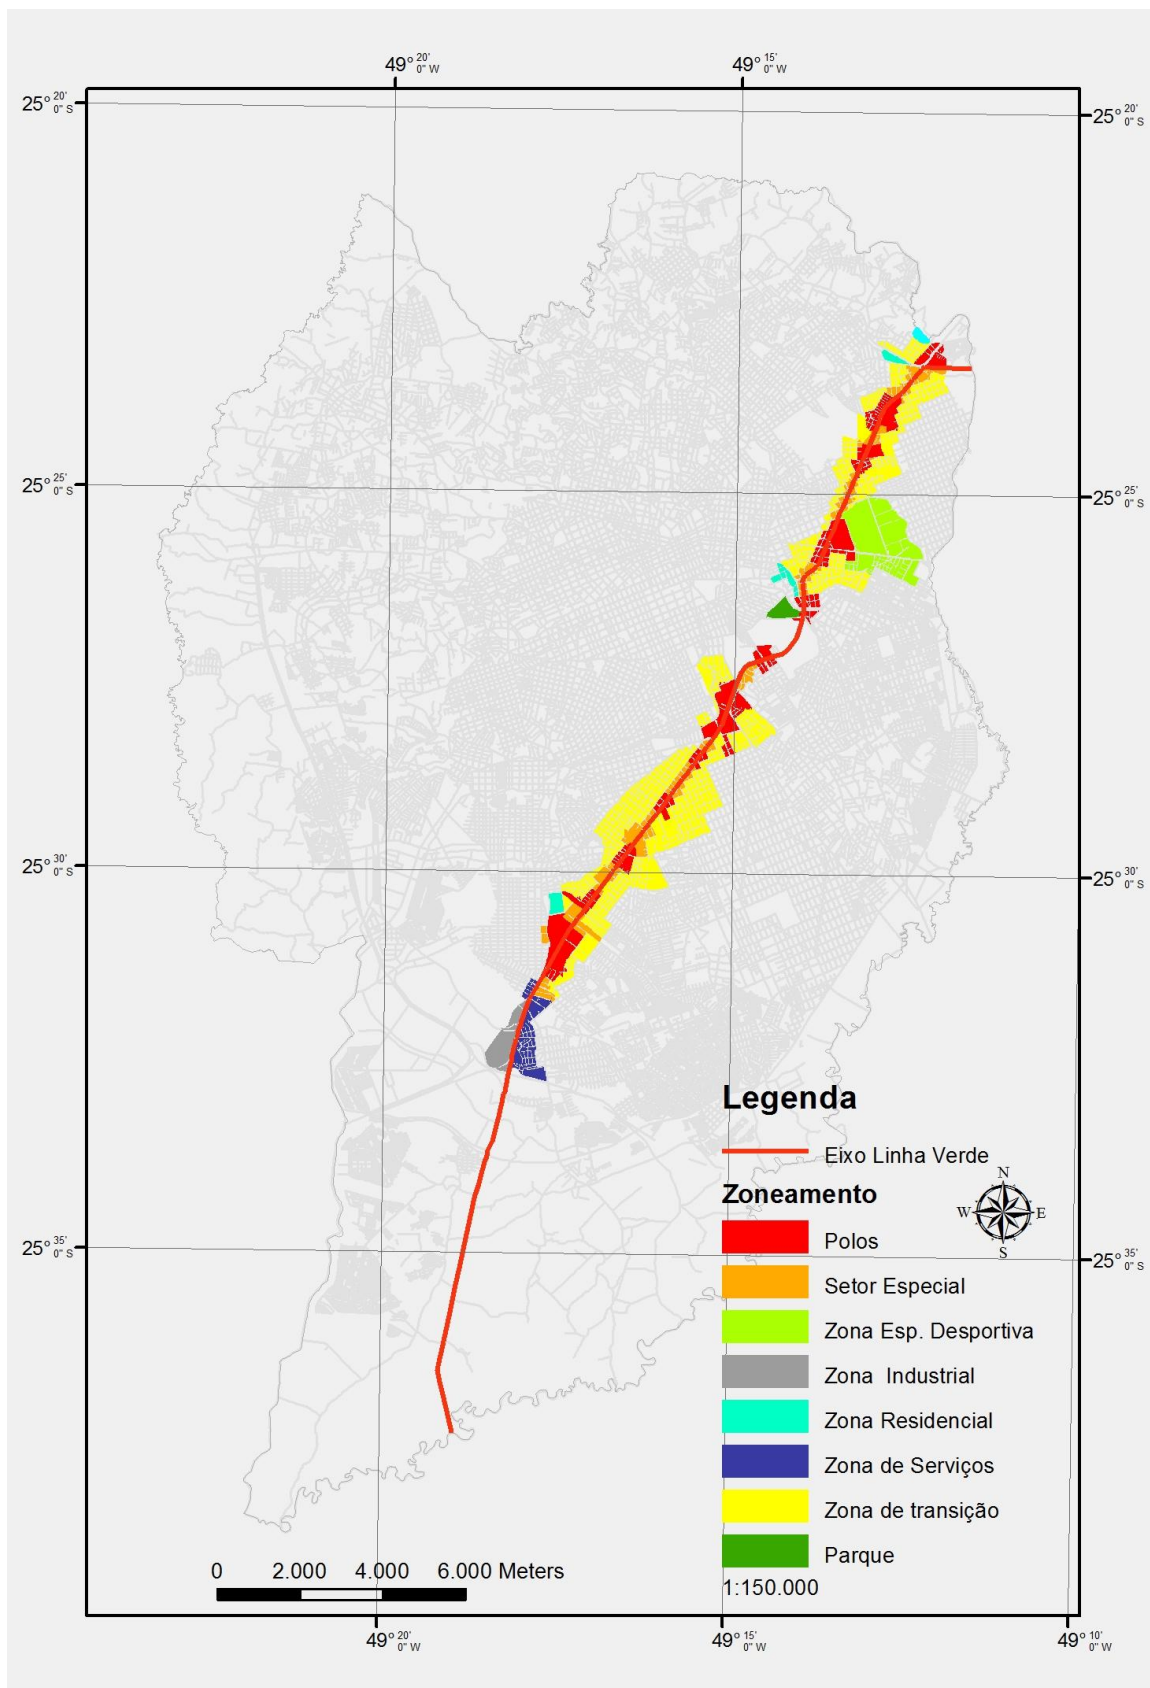 49° 20' 0" W
49° 15' 0" W
25° 20' 0" S
25° 20' 0" S
25° 25' 0" S
25° 25' 0" S
25° 30' 0" S
25° 30' 0" S
Legenda
Eixo Linha Verde
Zoneamento
N
W E
S
Polos
25° 35' 0" S
25° 35' 0" S
Setor Especial
Zona Esp. Desportiva
Zona Industrial
Zona Residencial
Zona de Serviços
Zona de transição
Parque
0 2.000 4.000 6.000 Meters
1:150.000
49° 20' 0" W
49° 15' 0" W
49° 10' 0" W